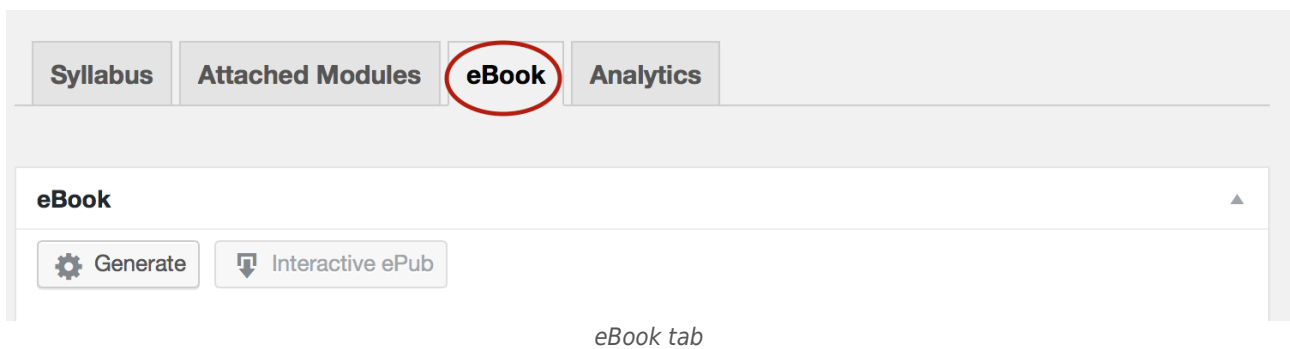 Syllabus Attached Modules eBook Analytics
eBook
Generate Interactive ePub
eBook tab